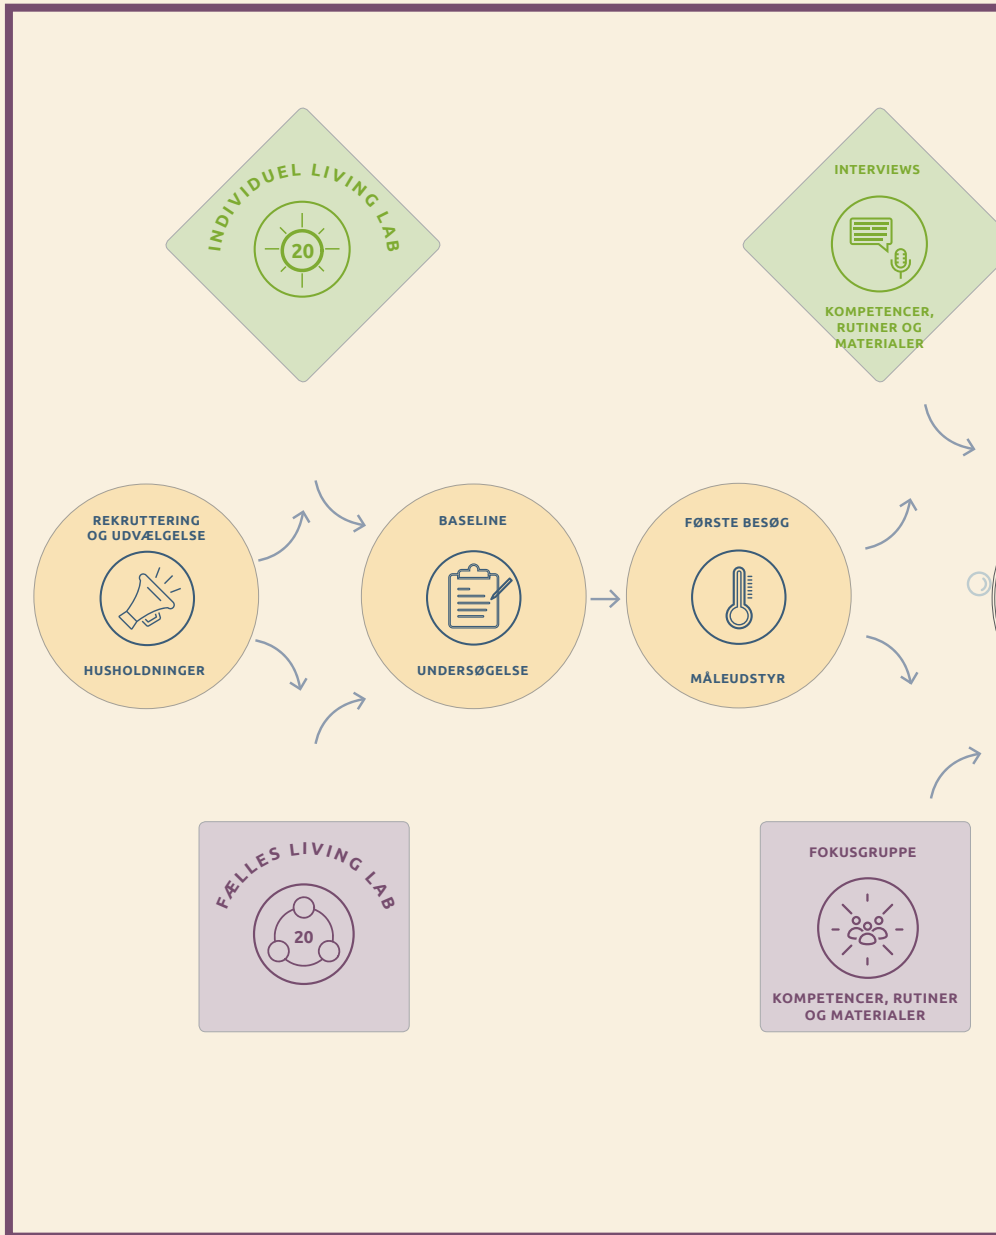 INDIVIDUEL LIVING LAB
20
INTERVIEWS
KOMPETENCER,
RUTINER OG
MATERIALER
REKRUTTERING
OG UDVÆLGELSE
HUSHOLDNINGER
BASELINE
UNDERSØGELSE
FØRSTE BESØG
MÅLEUDSTYR
FÆLLES LIVING LAB
20
FOKUSGRUPPE
KOMPETENCER, RUTINER
OG MATERIALER